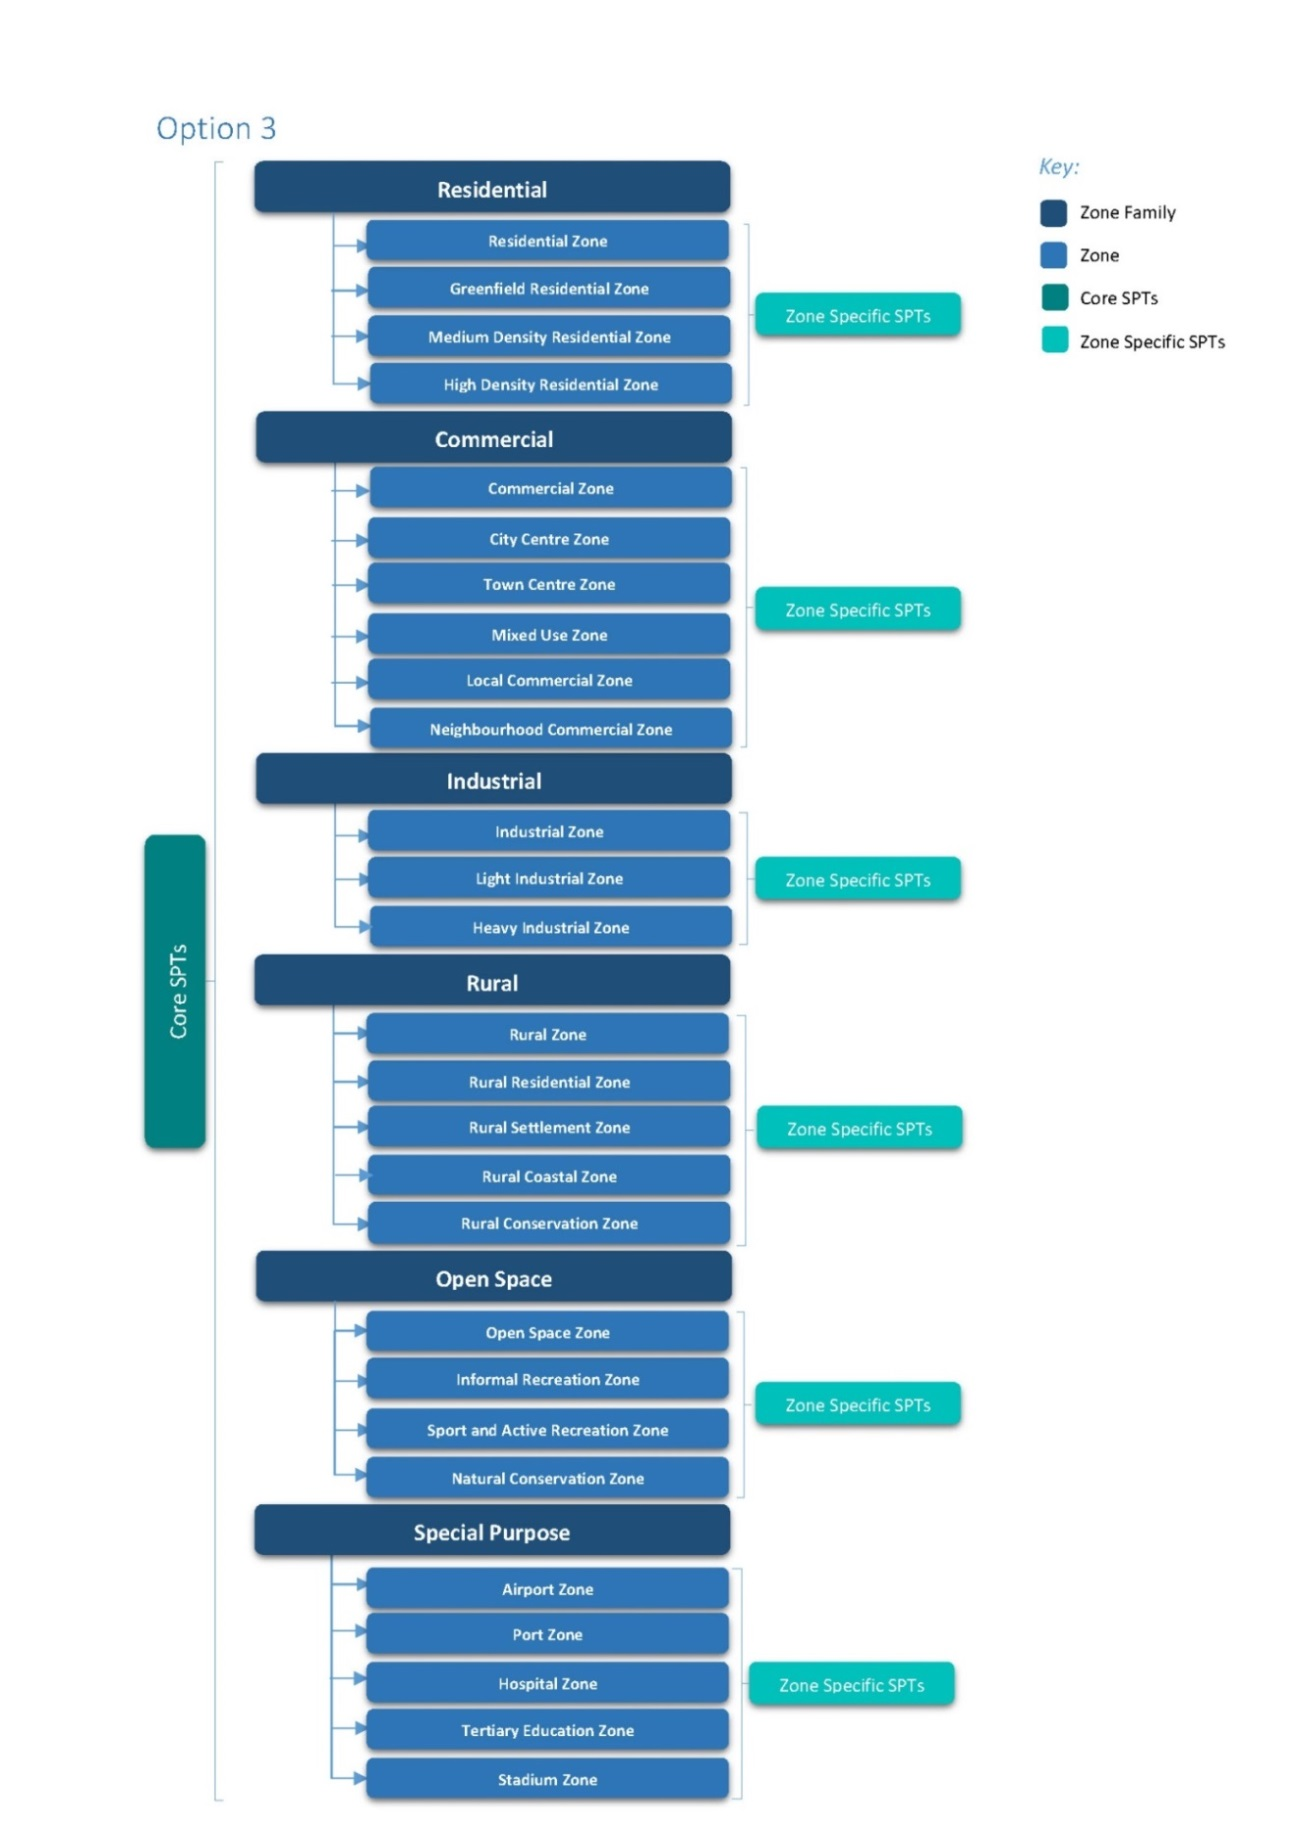 Option 3
Key:
Zone Family
Zone
Core SPTs
Zone Specific SPTs
Core SPTs
Residential
Residential Zone
Greenfield Residential Zone
Medium Density Residential Zone
High Density Residential Zone
Zone Specific SPTs
Commercial
Commercial Zone
City Centre Zone
Town Centre Zone
Mixed Use Zone
Local Commercial Zone
Neighbourhood Commercial Zone
Zone Specific SPTs
Industrial
Industrial Zone
Light Industrial Zone
Heavy Industrial Zone
Zone Specific SPTs
Rural
Rural Zone
Rural Residential Zone
Rural Settlement Zone
Rural Coastal Zone
Rural Conservation Zone
Zone Specific SPTs
Open Space
Open Space Zone
Informal Recreation Zone
Sport and Active Recreation Zone
Natural Conservation Zone
Zone Specific SPTs
Special Purpose
Airport Zone
Port Zone
Hospital Zone
Tertiary Education Zone
Stadium Zone
Zone Specific SPTs